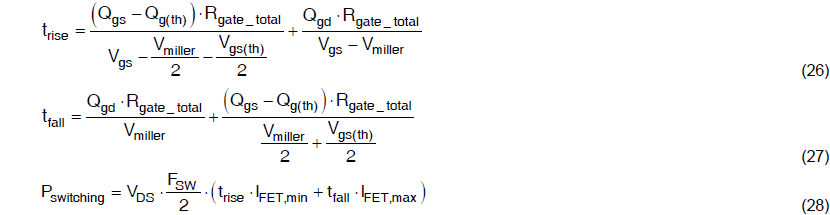 t_rise = ((Q_gs − Q_g(th)) · R_gate_total) / (V_gs − V_miller/2 − V_gs(th)/2) + (Q_gd · R_gate_total) / (V_gs − V_miller) (26)
t_fall = (Q_gd · R_gate_total) / V_miller + ((Q_gs − Q_g(th)) · R_gate_total) / (V_miller/2 + V_gs(th)/2) (27)
P_switching = V_DS · F_SW/2 · (t_rise · I_FET,min + t_fall · I_FET,max) (28)